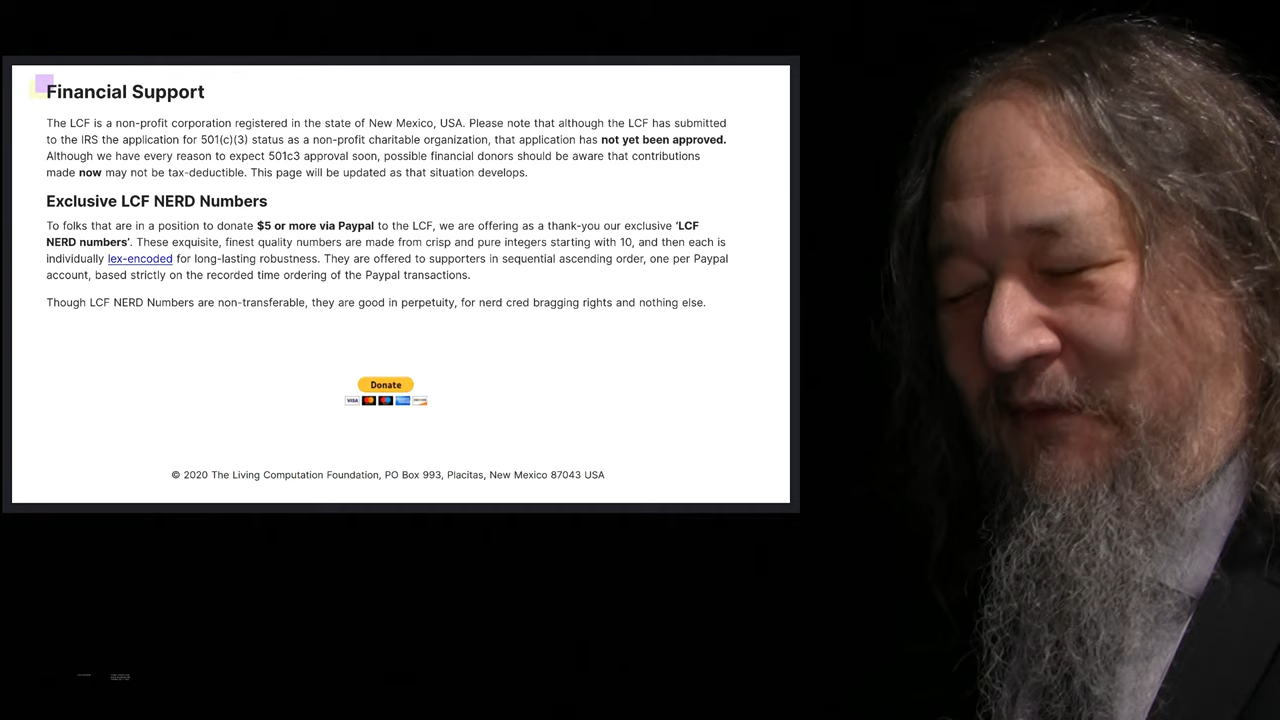 Financial Support
The LCF is a non-profit corporation registered in the state of New Mexico, USA. Please note that although the LCF has submitted
to the IRS the application for 501(c)(3) status as a non-profit charitable organization, that application has not yet been approved.
Although we have every reason to expect 501c3 approval soon, possible financial donors should be aware that contributions
made now may not be tax-deductible. This page will be updated as that situation develops.
Exclusive LCF NERD Numbers
To folks that are in a position to donate $5 or more via Paypal to the LCF, we are offering as a thank-you our exclusive ‘LCF
NERD numbers’. These exquisite, finest quality numbers are made from crisp and pure integers starting with 10, and then each is
individually lex-encoded for long-lasting robustness. They are offered to supporters in sequential ascending order, one per Paypal
account, based strictly on the recorded time ordering of the Paypal transactions.
Though LCF NERD Numbers are non-transferable, they are good in perpetuity, for nerd cred bragging rights and nothing else.
Donate
VISA
© 2020 The Living Computation Foundation, PO Box 993, Placitas, New Mexico 87043 USA